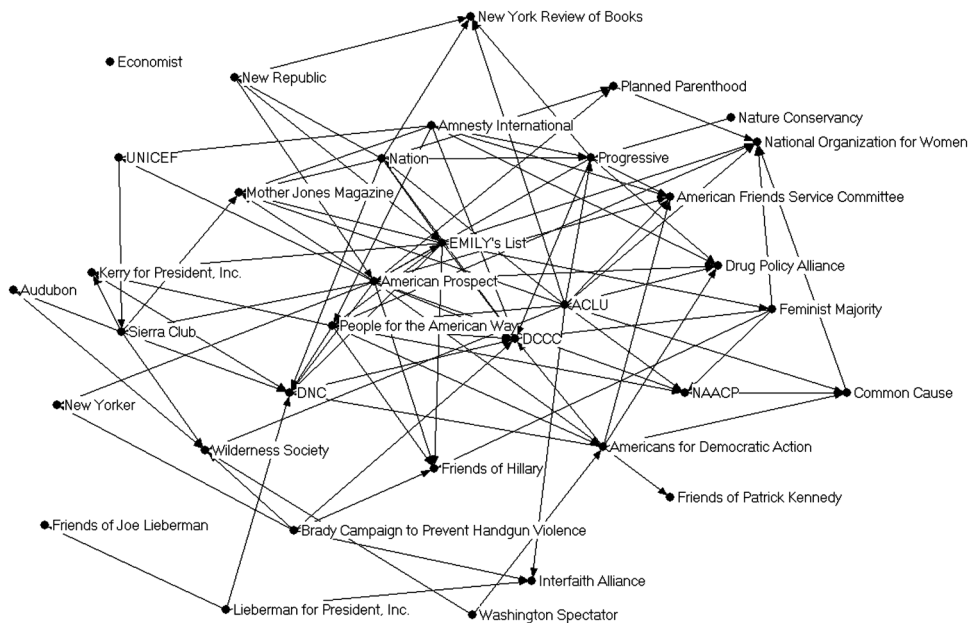 New York Review of Books
Economist
New Republic
Planned Parenthood
Nature Conservancy
Amnesty International
National Organization for Women
UNICEF
Nation
Progressive
Mother Jones Magazine
American Friends Service Committee
EMILY's List
Drug Policy Alliance
Kerry for President, Inc.
American Prospect
Audubon
ACLU
Feminist Majority
Sierra Club
People for the American Way
DCCC
DNC
NAACP
Common Cause
New Yorker
Wilderness Society
Americans for Democratic Action
Friends of Hillary
Friends of Patrick Kennedy
Friends of Joe Lieberman
Brady Campaign to Prevent Handgun Violence
Interfaith Alliance
Lieberman for President, Inc.
Washington Spectator